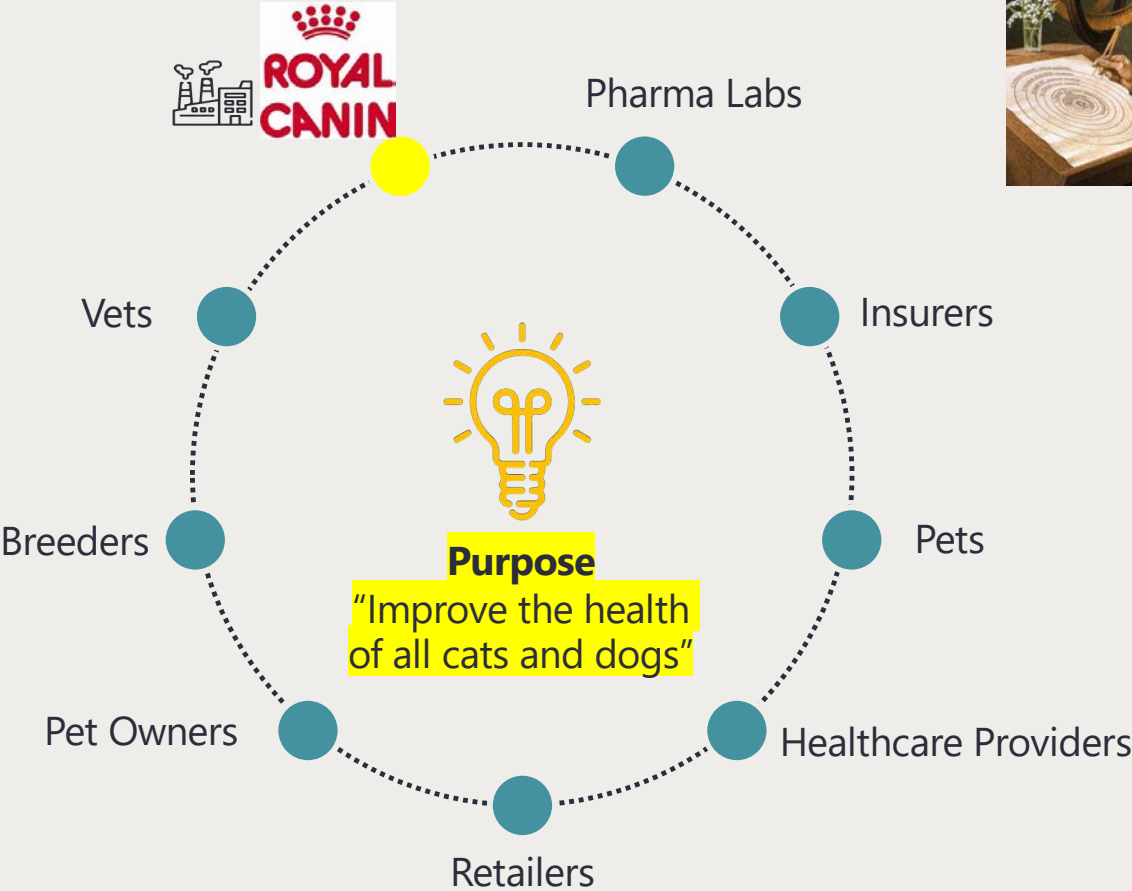 ROYAL
CANIN
Pharma Labs
Vets
Insurers
Breeders
Pets
Purpose
“Improve the health
of all cats and dogs”
Pet Owners
Healthcare Providers
Retailers